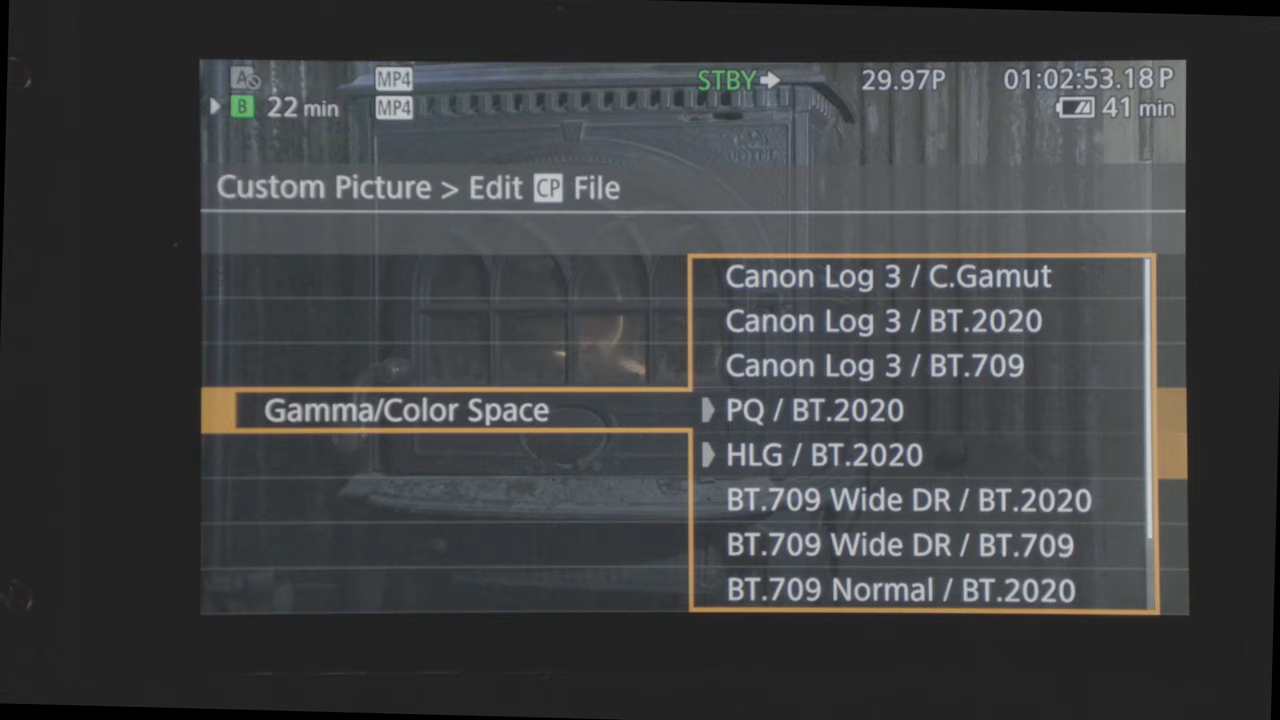 A MP4 STBY 29.97P 01:02:53.18P
B 22 min MP4 41 min
Custom Picture > Edit CP File
Canon Log 3 / C.Gamut
Canon Log 3 / BT.2020
Canon Log 3 / BT.709
Gamma/Color Space PQ / BT.2020
HLG / BT.2020
BT.709 Wide DR / BT.2020
BT.709 Wide DR / BT.709
BT.709 Normal / BT.2020